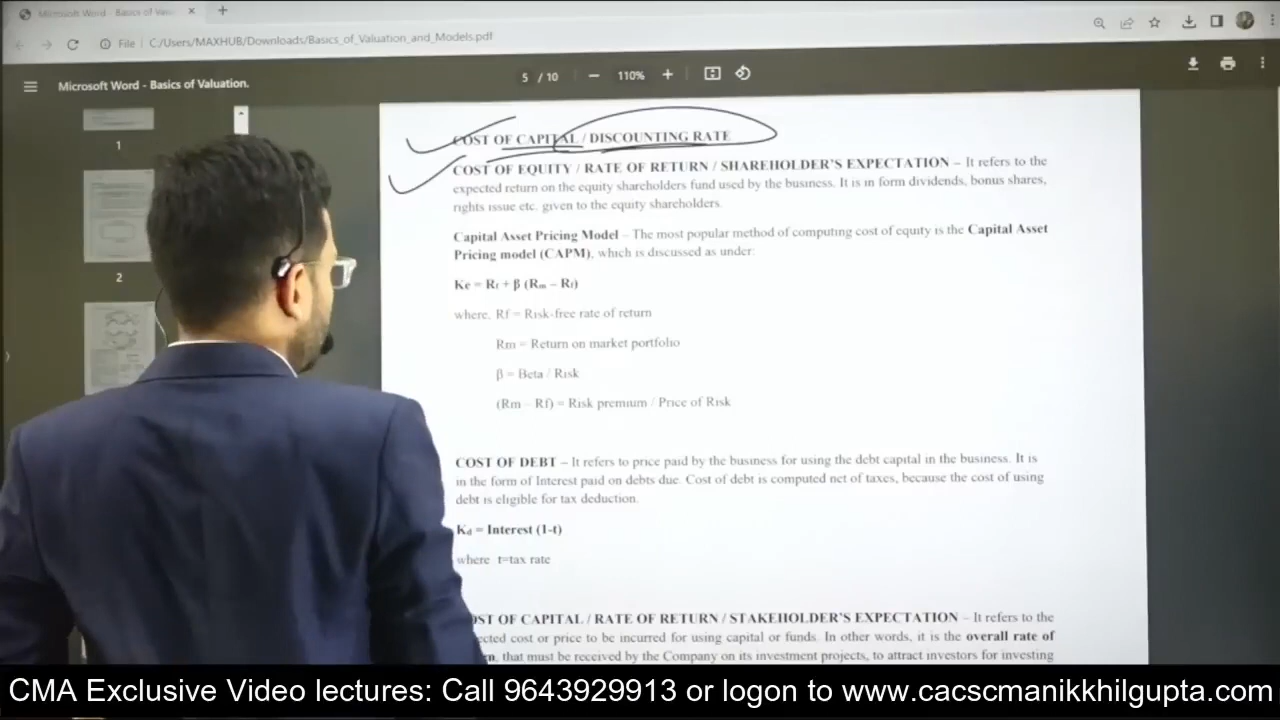 Microsoft Word - Basics of Valu
File
C:/Users/MAXHUB/Downloads/Basics_of_Valuation_and_Models.pdf
Microsoft Word - Basics of Valuation.
5 / 10
110%
1
2
COST OF CAPITAL / DISCOUNTING RATE
COST OF EQUITY / RATE OF RETURN / SHAREHOLDER'S EXPECTATION – It refers to the
expected return on the equity shareholders fund used by the business. It is in form dividends, bonus shares,
rights issue etc. given to the equity shareholders.
Capital Asset Pricing Model – The most popular method of computing cost of equity is the Capital Asset
Pricing model (CAPM), which is discussed as under:
Ke = Rf + β (Rm – Rf)
where, Rf = Risk-free rate of return
Rm = Return on market portfolio
β = Beta / Risk
(Rm – Rf) = Risk premium / Price of Risk
COST OF DEBT – It refers to price paid by the business for using the debt capital in the business. It is
in the form of Interest paid on debts due. Cost of debt is computed net of taxes, because the cost of using
debt is eligible for tax deduction.
Kd = Interest (1-t)
where t=tax rate
OST OF CAPITAL / RATE OF RETURN / STAKEHOLDER'S EXPECTATION – It refers to the
ected cost or price to be incurred for using capital or funds. In other words, it is the overall rate of
n, that must be received by the Company on its investment projects, to attract investors for investing
CMA Exclusive Video lectures: Call 9643929913 or logon to www.cacscmanikkhilgupta.com